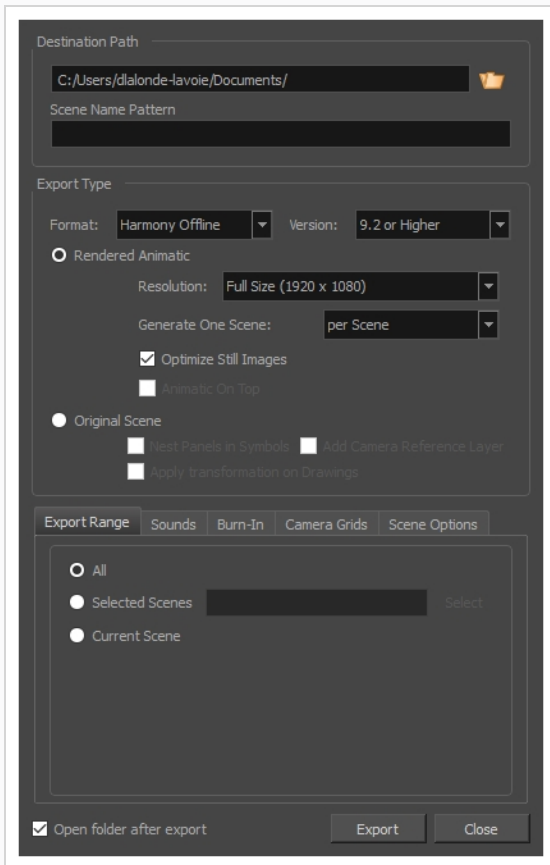 Destination Path
C:/Users/dlalonde-lavoie/Documents/
Scene Name Pattern
Export Type
Format: Harmony Offline Version: 9.2 or Higher
Rendered Animatic
Resolution: Full Size (1920 x 1080)
Generate One Scene: per Scene
Optimize Still Images
Animatic On Top
Original Scene
Nest Panels in Symbols Add Camera Reference Layer
Apply transformation on Drawings
Export Range Sounds Burn-In Camera Grids Scene Options
All
Selected Scenes Select
Current Scene
Open folder after export Export Close